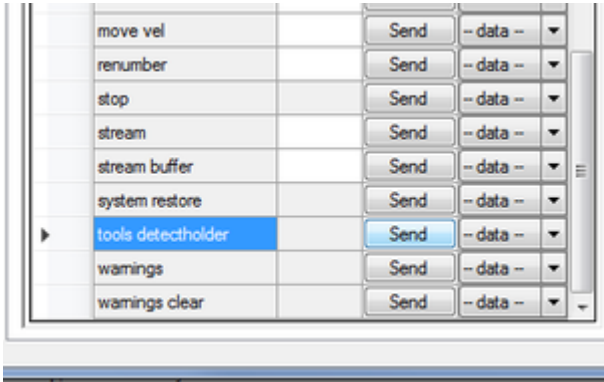 move vel Send -- data --
renumber Send -- data --
stop Send -- data --
stream Send -- data --
stream buffer Send -- data --
system restore Send -- data --
tools detectholder Send -- data --
warnings Send -- data --
warnings clear Send -- data --